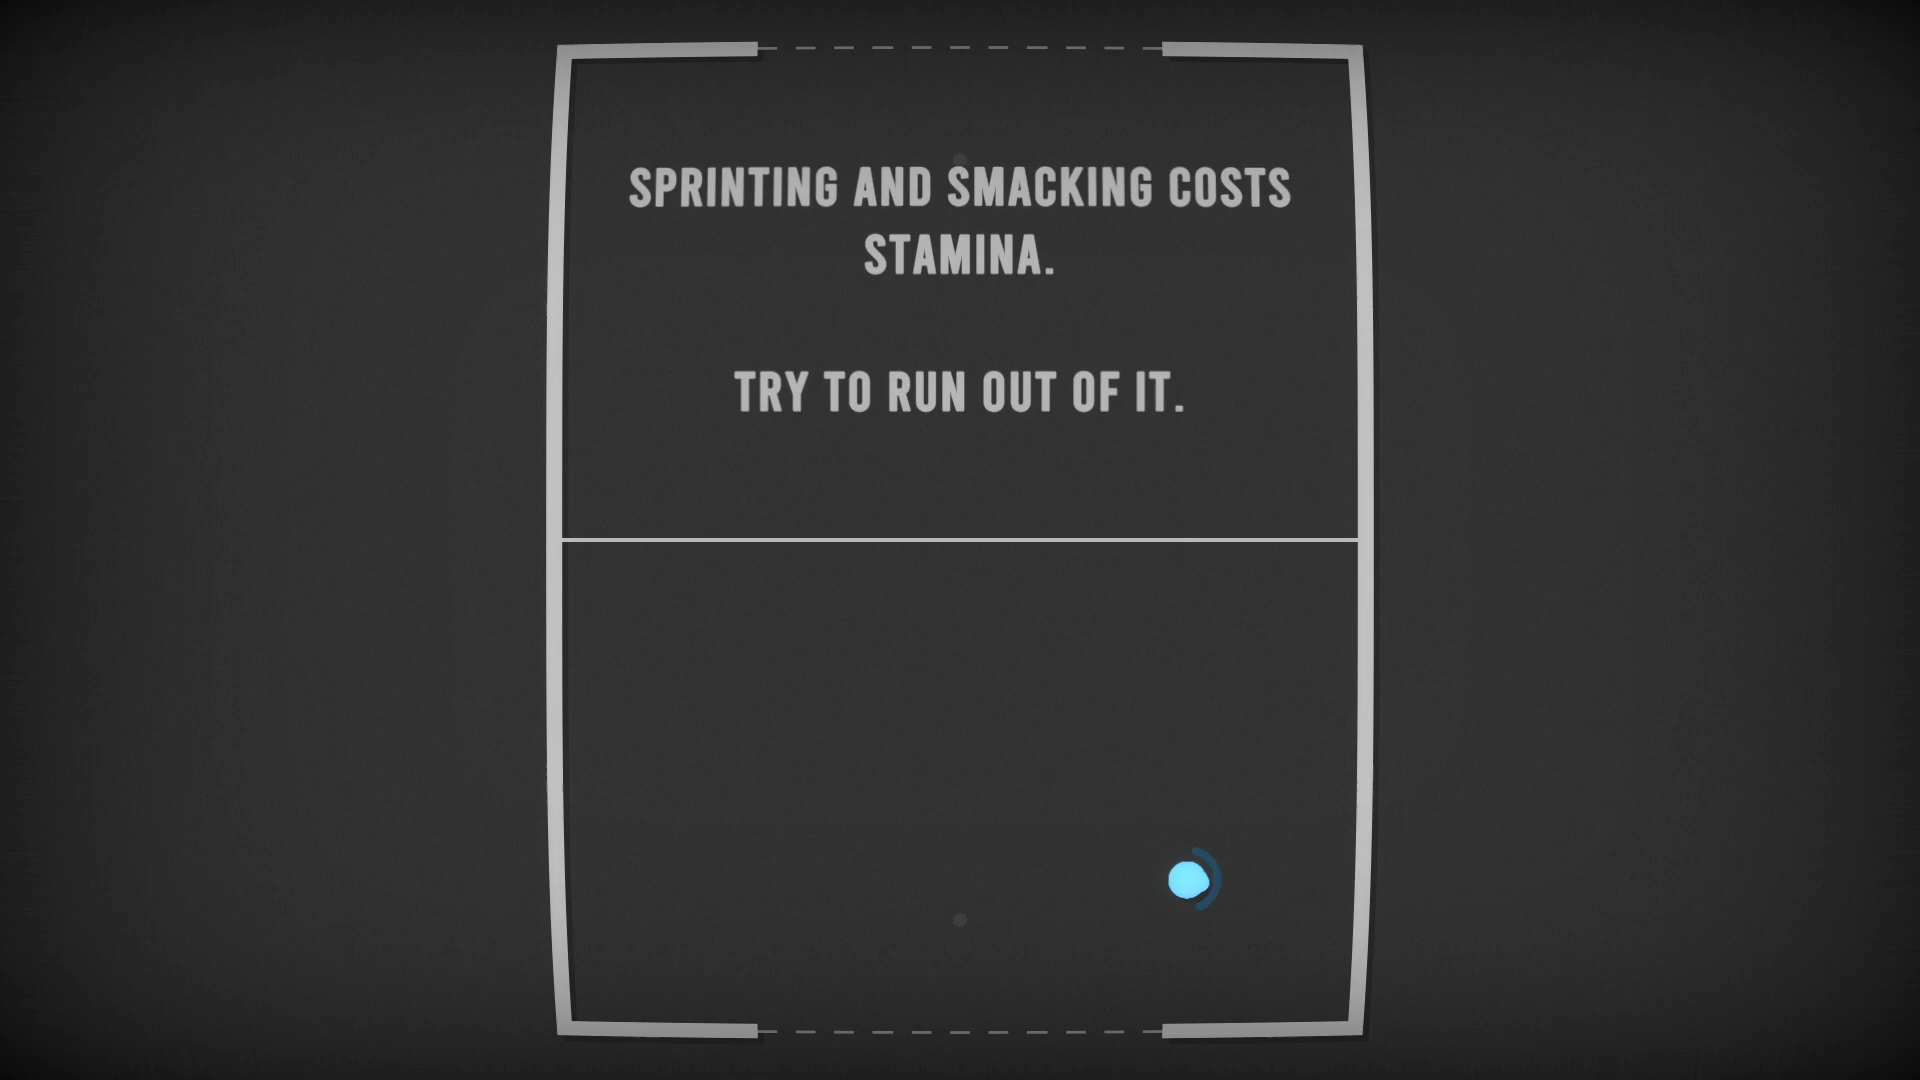 SPRINTING AND SMACKING COSTS
STAMINA.
TRY TO RUN OUT OF IT.